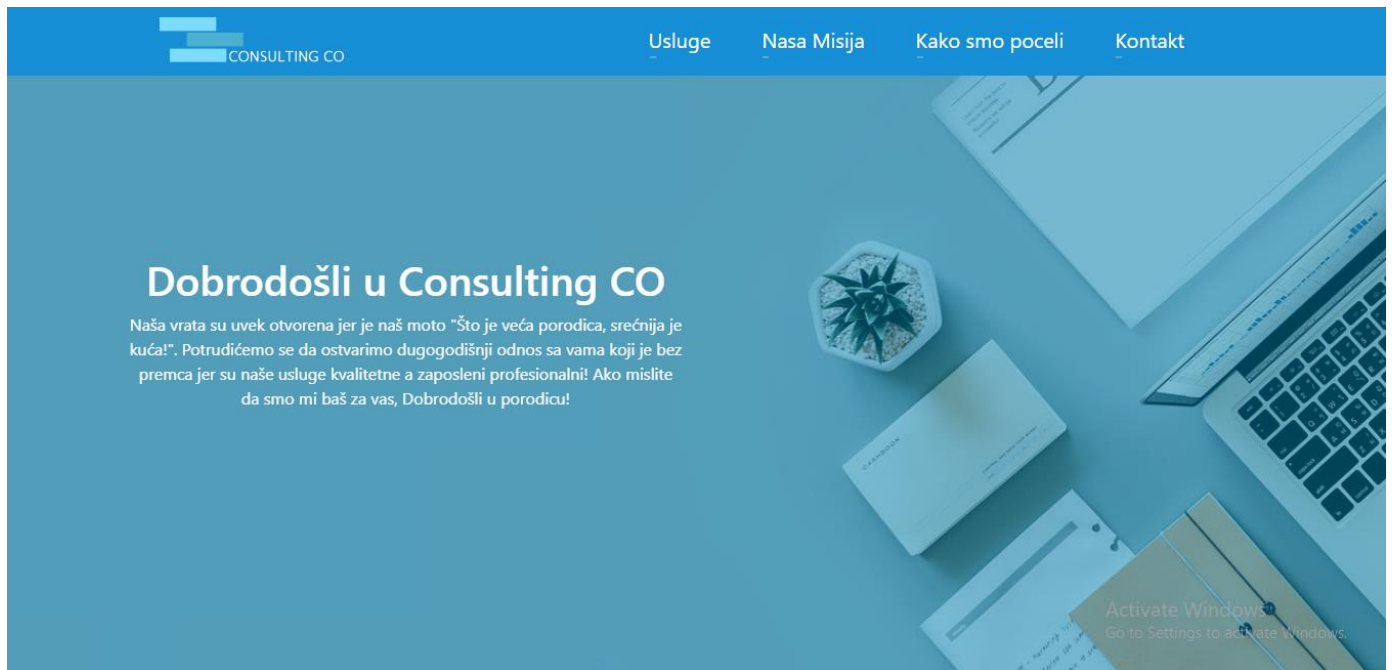 CONSULTING CO
Usluge
Nasa Misija
Kako smo poceli
Kontakt
Dobrodošli u Consulting CO
Naša vrata su uvek otvorena jer je naš moto "Što je veća porodica, srećnija je
kuća!". Potrudićemo se da ostvarimo dugogodišnji odnos sa vama koji je bez
premca jer su naše usluge kvalitetne a zaposleni profesionalni! Ako mislite
da smo mi baš za vas, Dobrodošli u porodicu!
CASHBOOK
Activate Windows
Go to Settings to activate Windows.